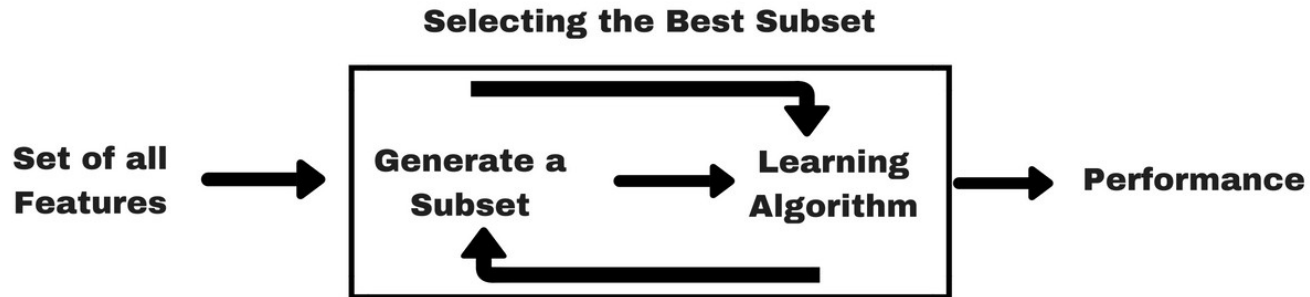 Selecting the Best Subset
Set of all
Features
Generate a
Subset
Learning
Algorithm
Performance